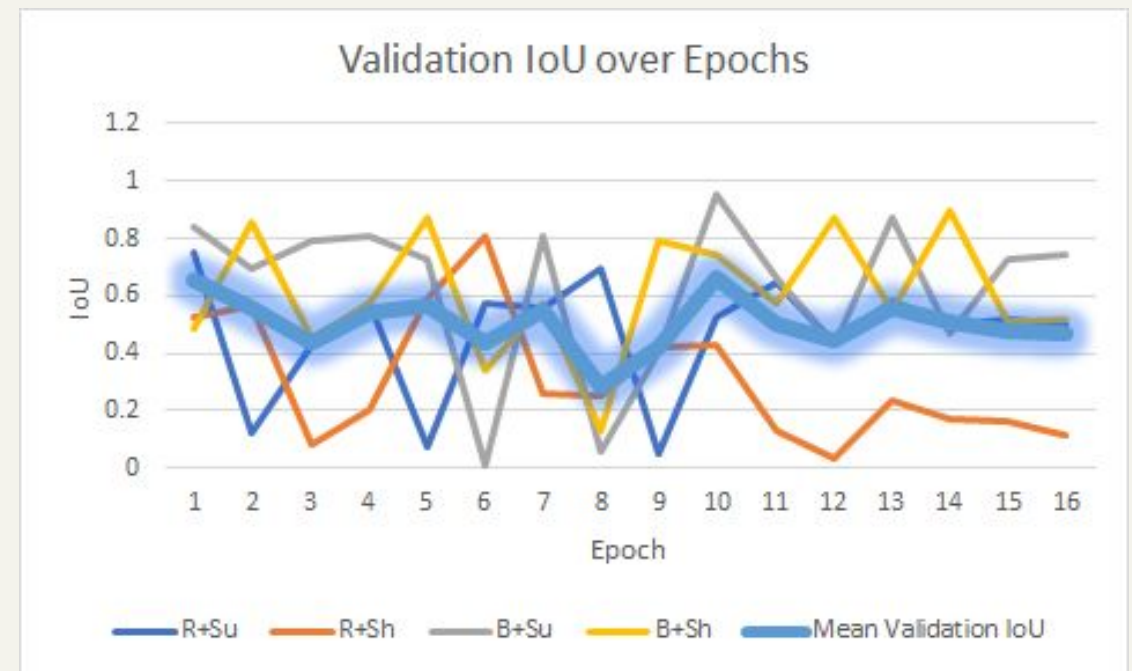 Validation IoU over Epochs
1.2
1
0.8
0.6
0.4
0.2
0
IoU
1 2 3 4 5 6 7 8 9 10 11 12 13 14 15 16
Epoch
R+Su R+Sh B+Su B+Sh Mean Validation IoU